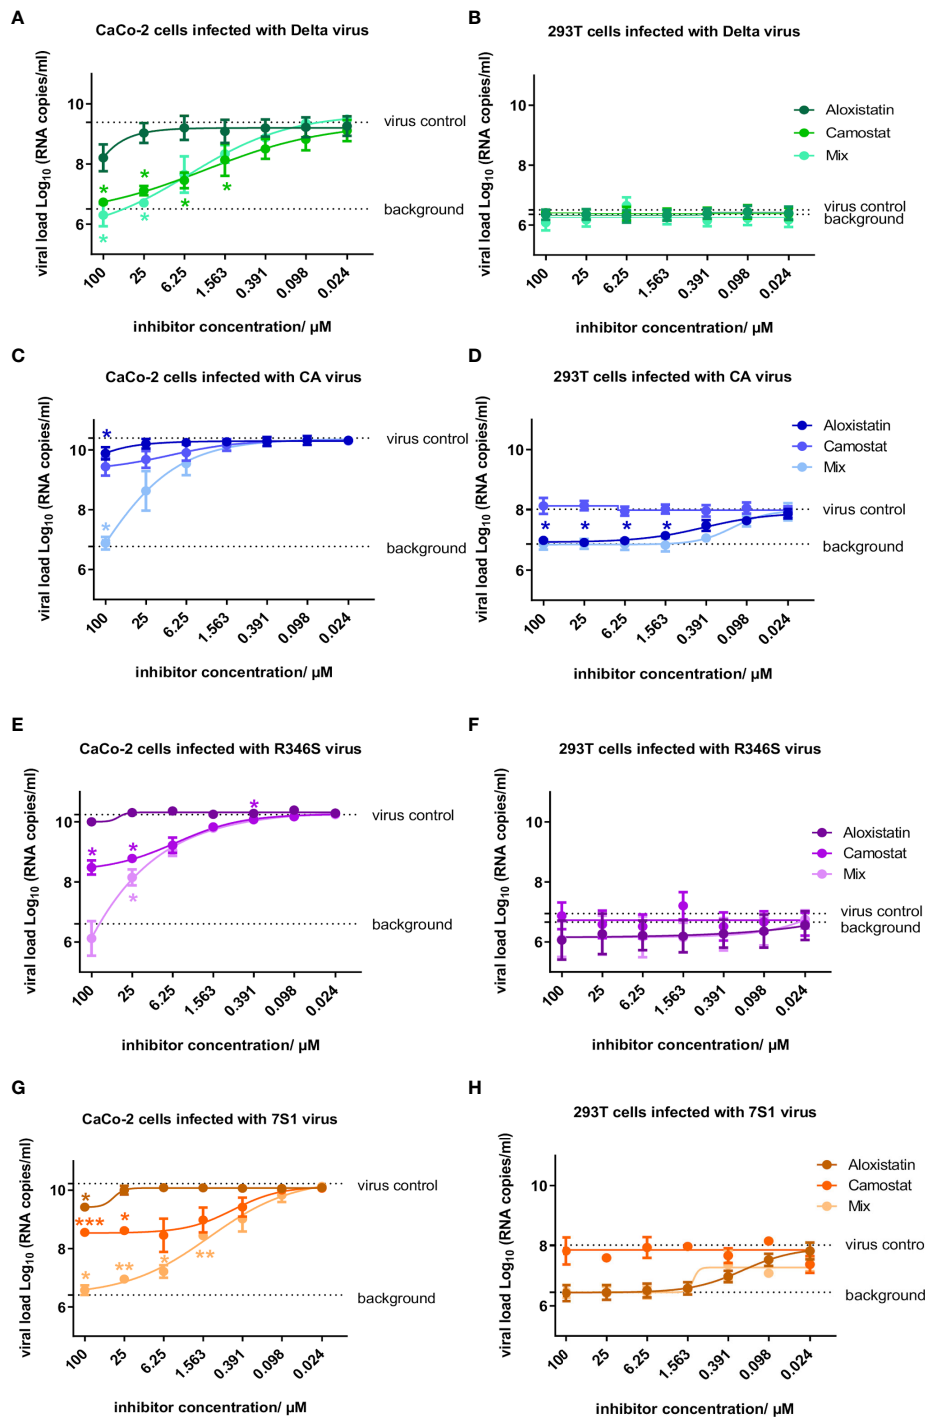 A
CaCo-2 cells infected with Delta virus
viral load Log10 (RNA copies/ml)
10
8
6
virus control
background
*
*
*
*
*
*
100
25
6.25
1.563
0.391
0.098
0.024
inhibitor concentration/ µM
B
293T cells infected with Delta virus
viral load Log10 (RNA copies/ml)
10
8
6
Aloxistatin
Camostat
Mix
virus control
background
100
25
6.25
1.563
0.391
0.098
0.024
inhibitor concentration/ µM
C
CaCo-2 cells infected with CA virus
viral load Log10 (RNA copies/ml)
10
8
6
virus control
background
*
*
100
25
6.25
1.563
0.391
0.098
0.024
inhibitor concentration/ µM
D
293T cells infected with CA virus
viral load Log10 (RNA copies/ml)
10
8
6
Aloxistatin
Camostat
Mix
virus control
background
*
*
*
*
100
25
6.25
1.563
0.391
0.098
0.024
inhibitor concentration/ µM
E
CaCo-2 cells infected with R346S virus
viral load Log10 (RNA copies/ml)
10
8
6
virus control
background
*
*
*
*
100
25
6.25
1.563
0.391
0.098
0.024
inhibitor concentration/ µM
F
293T cells infected with R346S virus
viral load Log10 (RNA copies/ml)
10
8
6
Aloxistatin
Camostat
Mix
virus control
background
100
25
6.25
1.563
0.391
0.098
0.024
inhibitor concentration/ µM
G
CaCo-2 cells infected with 7S1 virus
viral load Log10 (RNA copies/ml)
10
8
6
virus control
background
*
***
*
*
**
*
**
100
25
6.25
1.563
0.391
0.098
0.024
inhibitor concentration/ µM
H
293T cells infected with 7S1 virus
viral load Log10 (RNA copies/ml)
10
8
6
Aloxistatin
Camostat
Mix
virus contro
background
100
25
6.25
1.563
0.391
0.098
0.024
inhibitor concentration/ µM